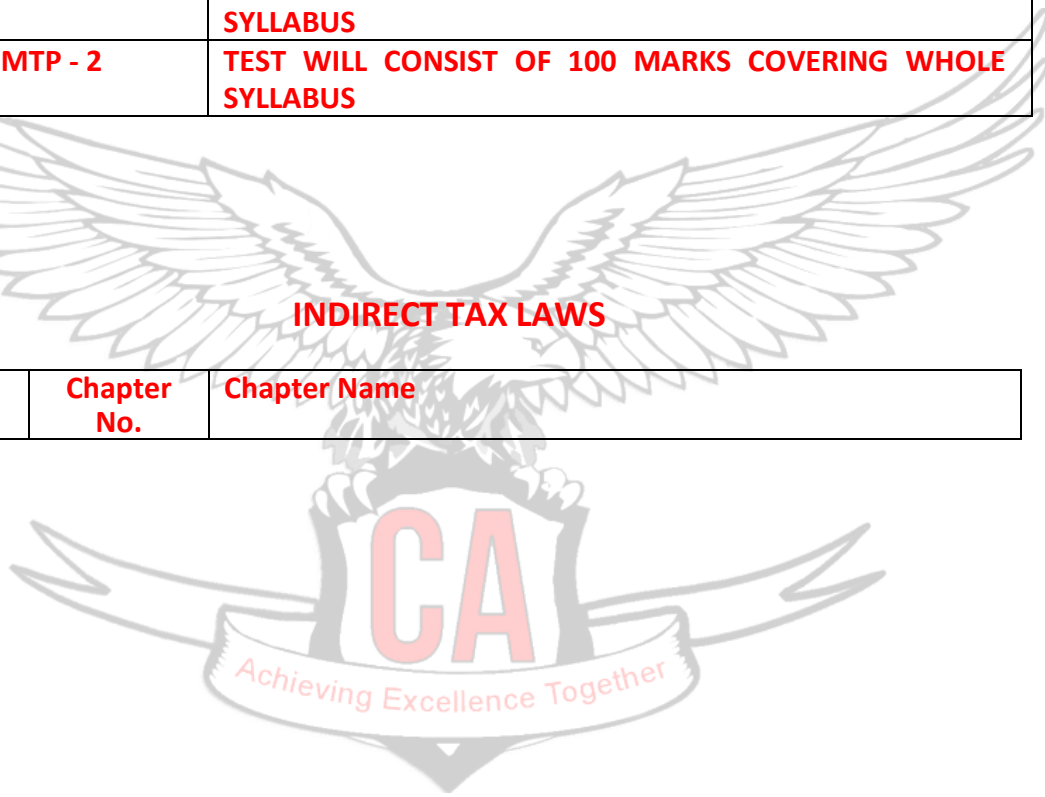 SYLLABUS
MTP - 2 TEST WILL CONSIST OF 100 MARKS COVERING WHOLE
SYLLABUS
INDIRECT TAX LAWS
Chapter Chapter Name
No.
CA
Achieving Excellence Together